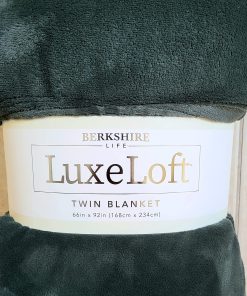 BERKSHIRE
LIFE
LuxeLoft
TWIN BLANKET
66in x 92in (168cm x 234cm)